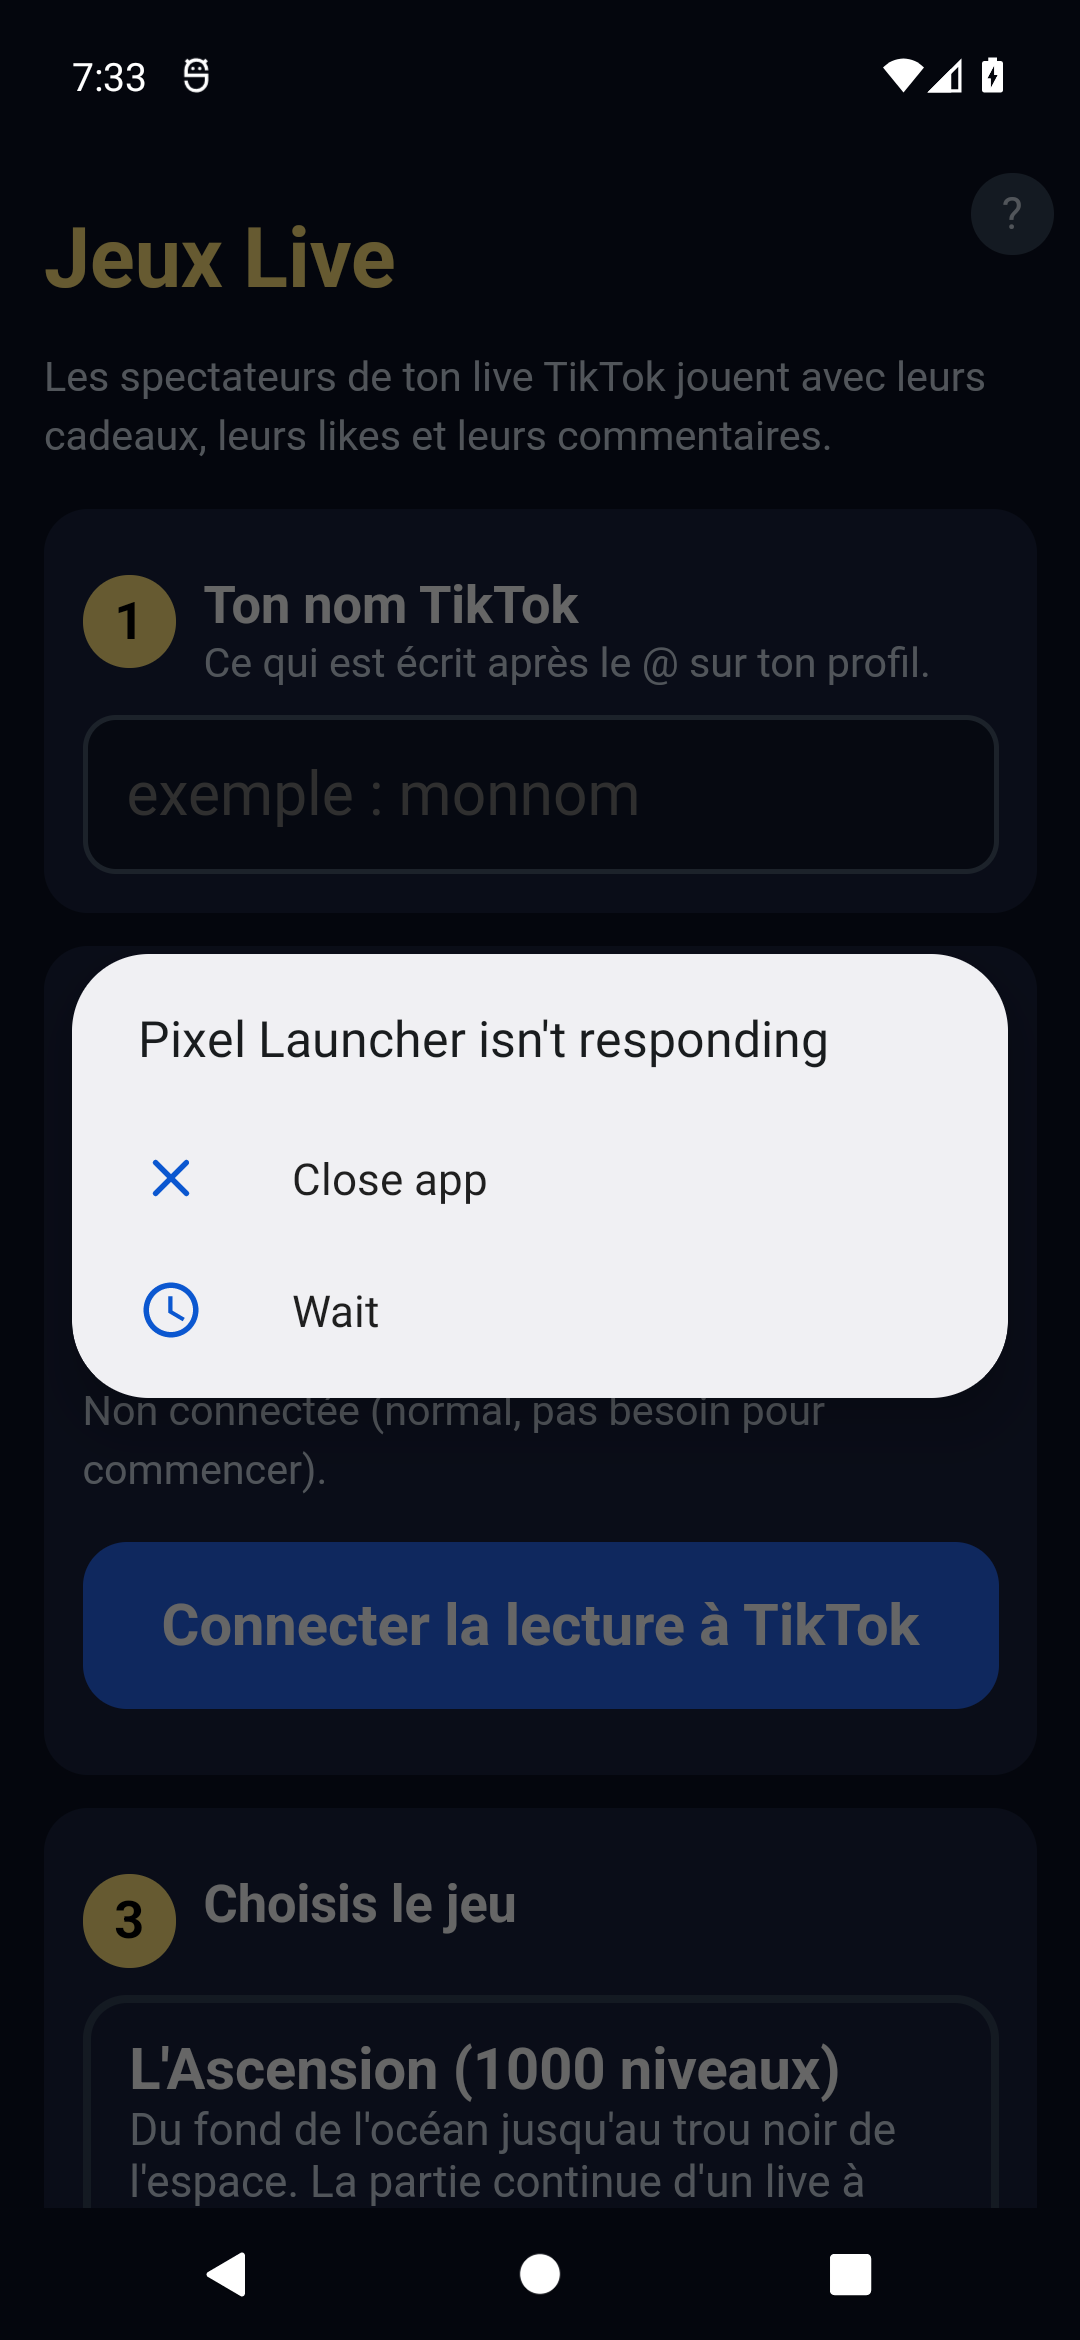 7:33
?
Jeux Live
Les spectateurs de ton live TikTok jouent avec leurs
cadeaux, leurs likes et leurs commentaires.
1
Ton nom TikTok
Ce qui est écrit après le @ sur ton profil.
exemple : monnom
Pixel Launcher isn't responding
Close app
Wait
Non connectée (normal, pas besoin pour
commencer).
Connecter la lecture à TikTok
3
Choisis le jeu
L'Ascension (1000 niveaux)
Du fond de l'océan jusqu'au trou noir de
l'espace. La partie continue d'un live à